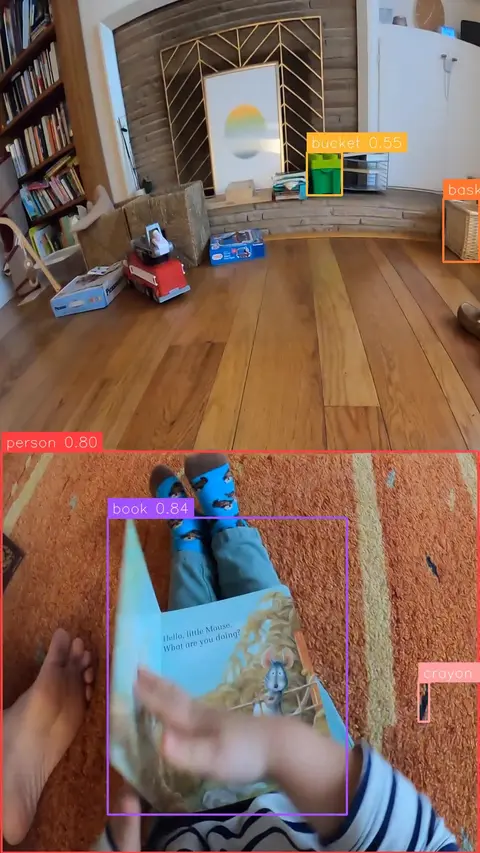 bucket 0.55
bask
person 0.80
book 0.84
Hello, little Mouse.
What are you doing?
crayon